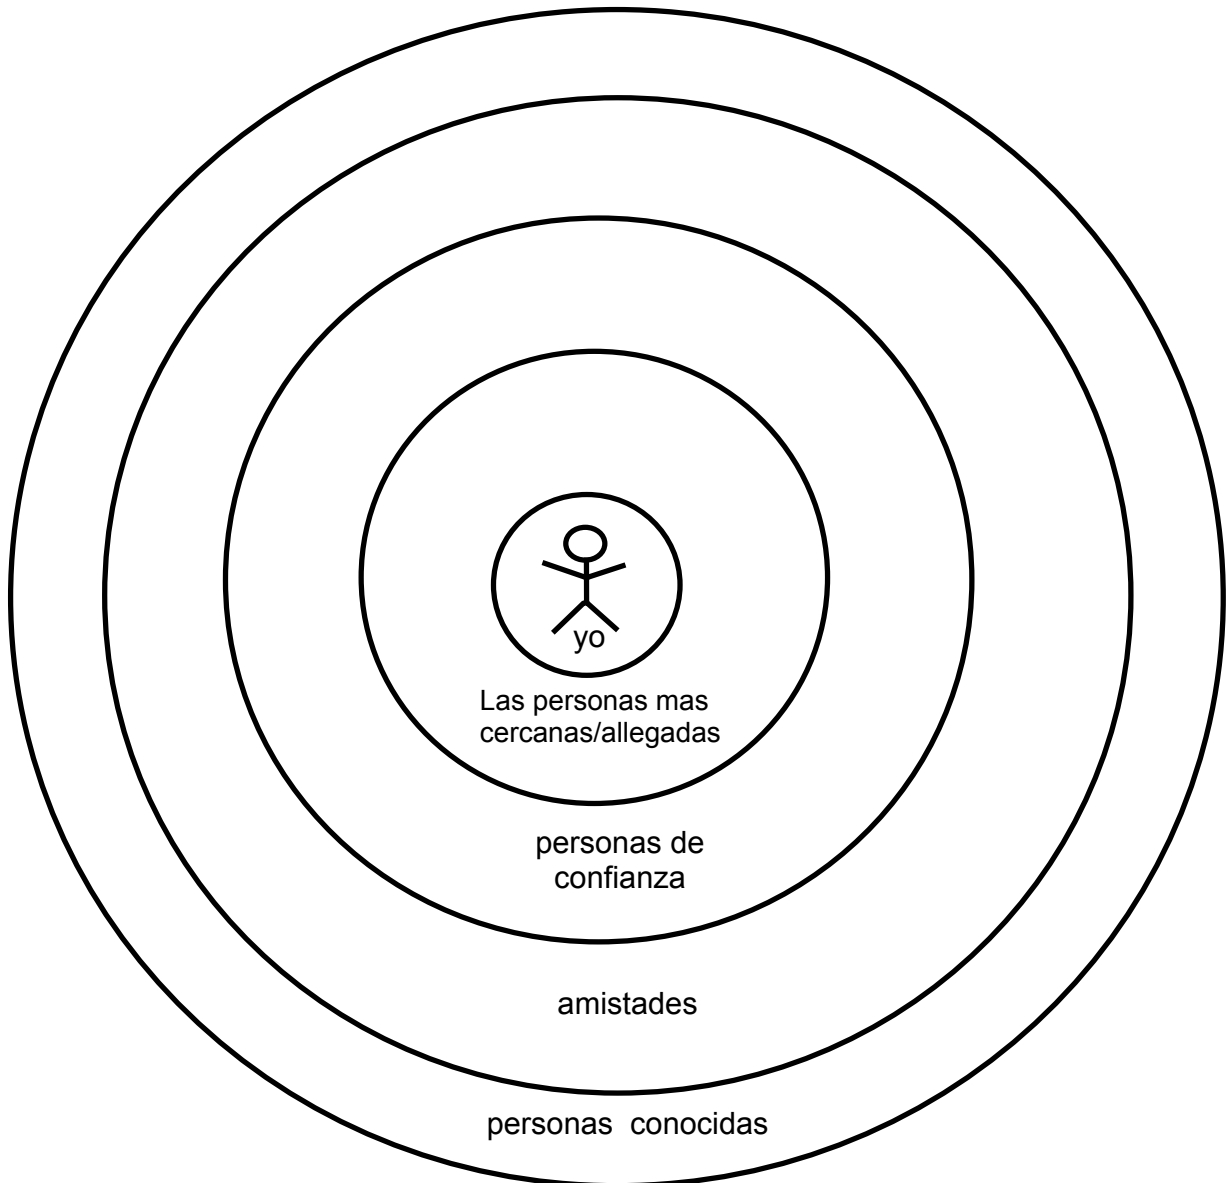 yo
Las personas mas
cercanas/allegadas
personas de
confianza
amistades
personas conocidas